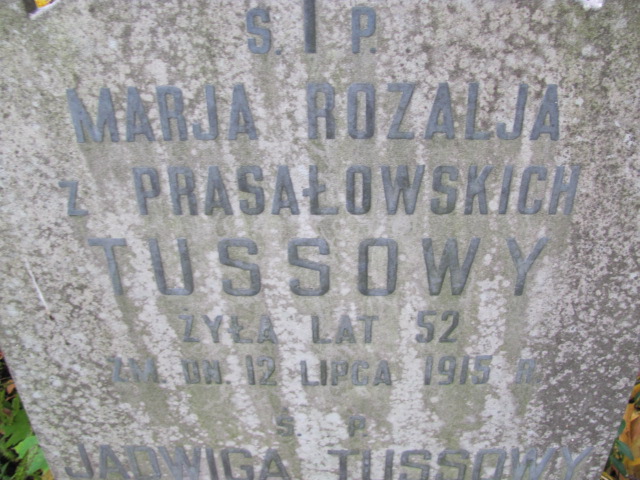 Ś. P.
MARJA ROZALJA
z PRASAŁOWSKICH
TUSSOWY
ŻYŁA LAT 52
ZM. DN. 12 LIPCA 1915 R.
Ś. P.
JADWIGA TUSSOWY